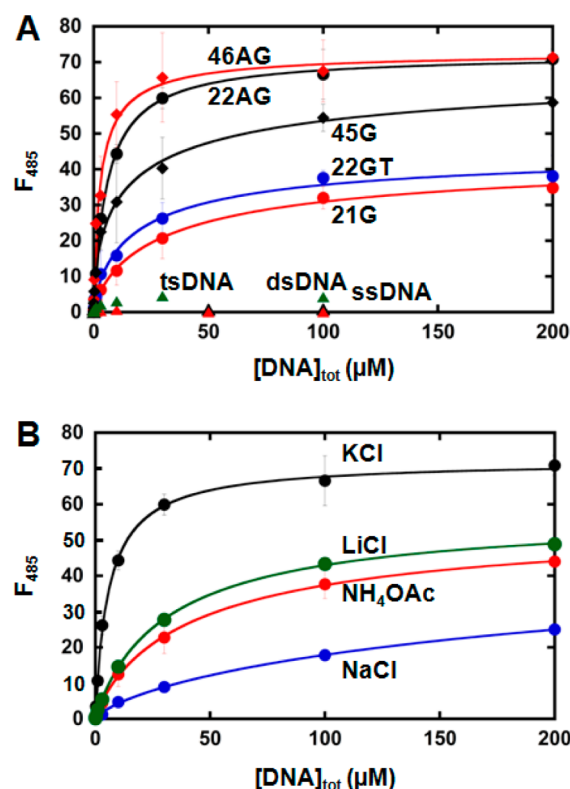 A
80
70
60
50
40
30
20
10
0
F485
46AG
22AG
45G
22GT
21G
tsDNA
dsDNA
ssDNA
0
50
100
150
200
[DNA]tot (µM)
B
80
70
60
50
40
30
20
10
0
F485
KCl
LiCl
NH4OAc
NaCl
0
50
100
150
200
[DNA]tot (µM)